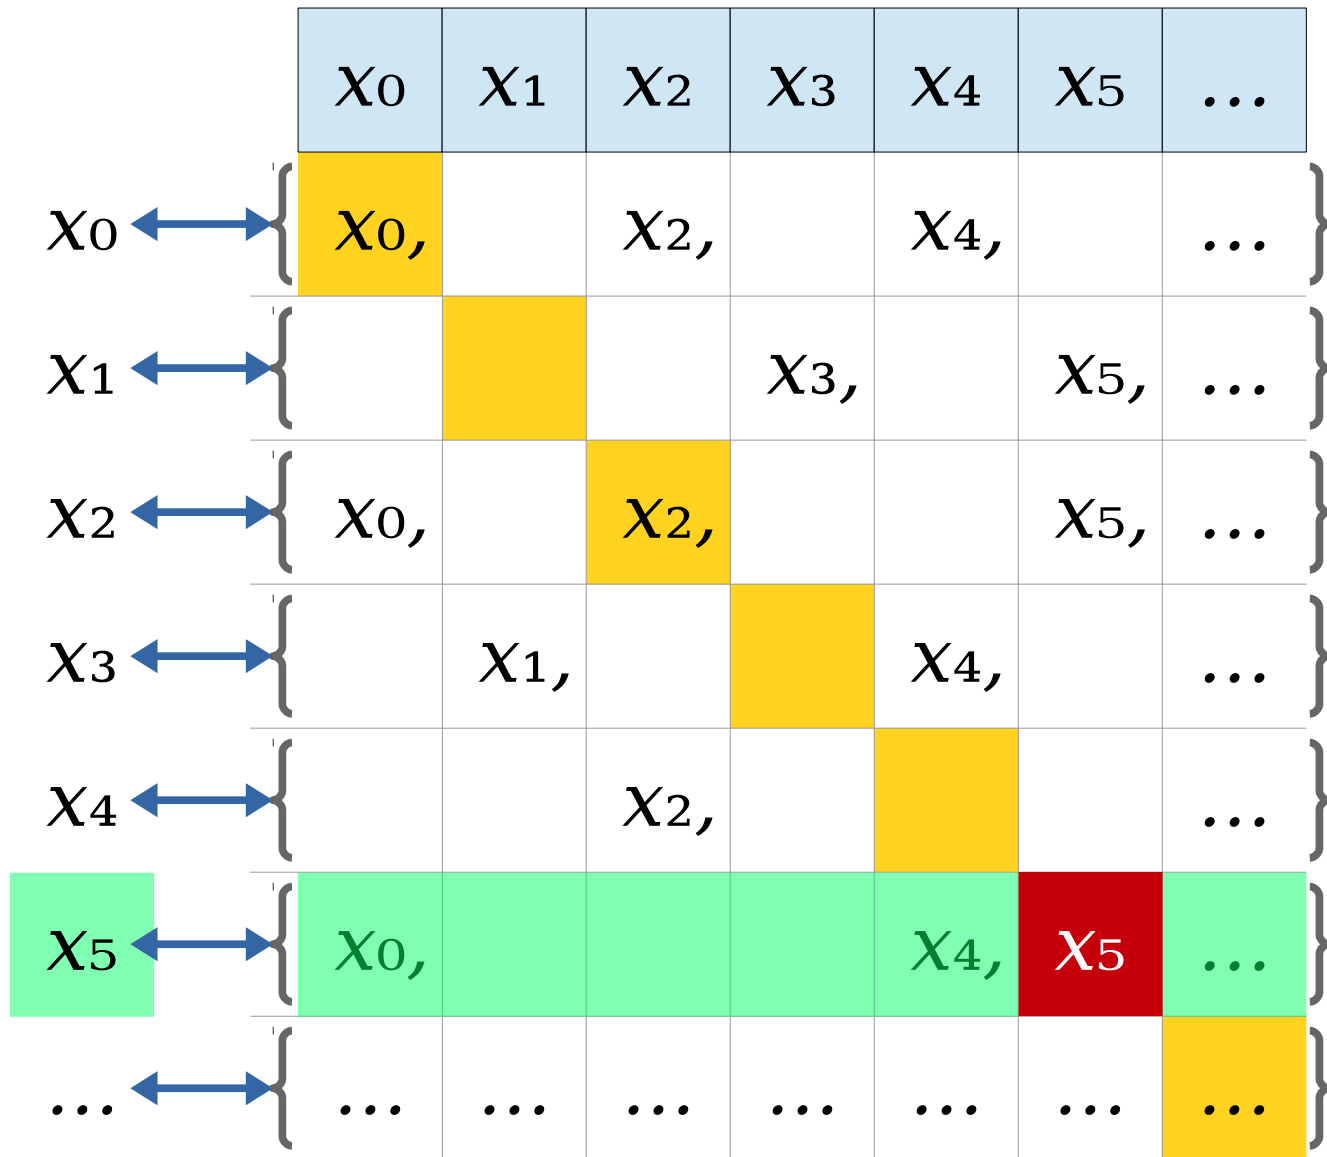 x₀ x₁ x₂ x₃ x₄ x₅ ...
x₀ { x₀, x₂, x₄, ... }
x₁ { x₃, x₅, ... }
x₂ { x₀, x₂, x₅, ... }
x₃ { x₁, x₄, ... }
x₄ { x₂, ... }
x₅ { x₀, x₄, x₅ ... }
... { ... ... ... ... ... ... ... }